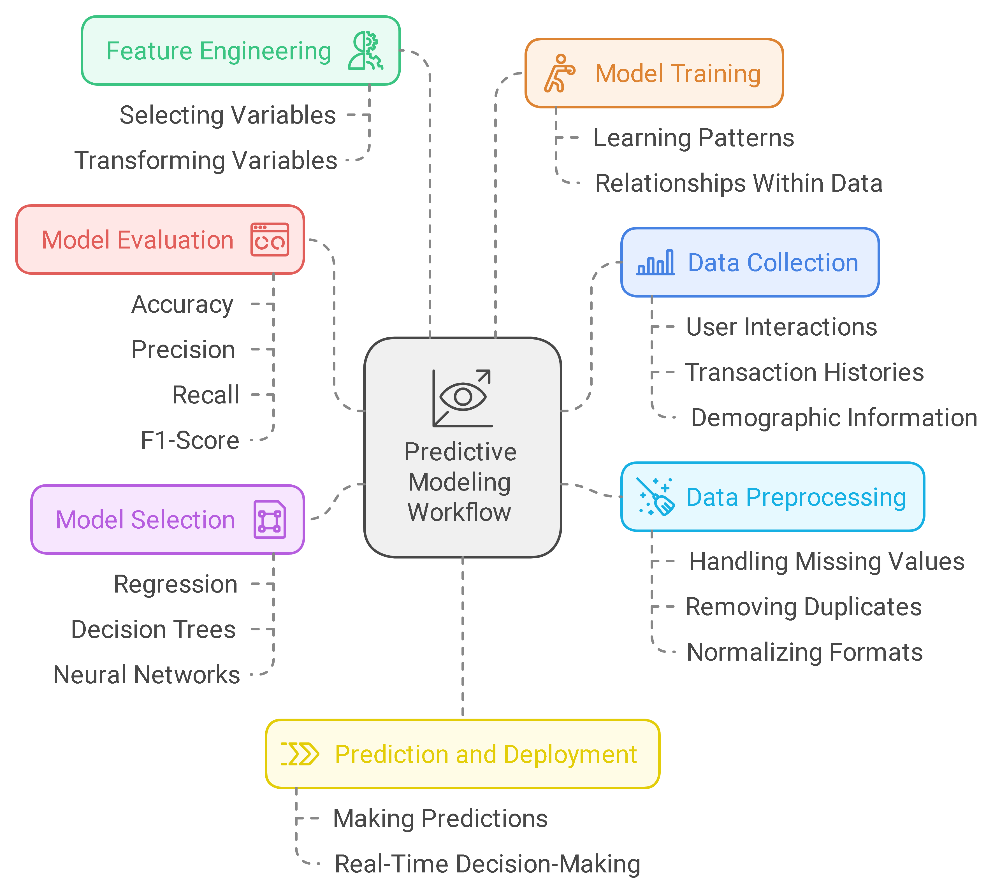 Feature Engineering
Selecting Variables
Transforming Variables
Model Training
Learning Patterns
Relationships Within Data
Model Evaluation
Accuracy
Precision
Recall
F1-Score
Data Collection
User Interactions
Transaction Histories
Demographic Information
Predictive
Modeling
Workflow
Model Selection
Regression
Decision Trees
Neural Networks
Data Preprocessing
Handling Missing Values
Removing Duplicates
Normalizing Formats
Prediction and Deployment
Making Predictions
Real-Time Decision-Making